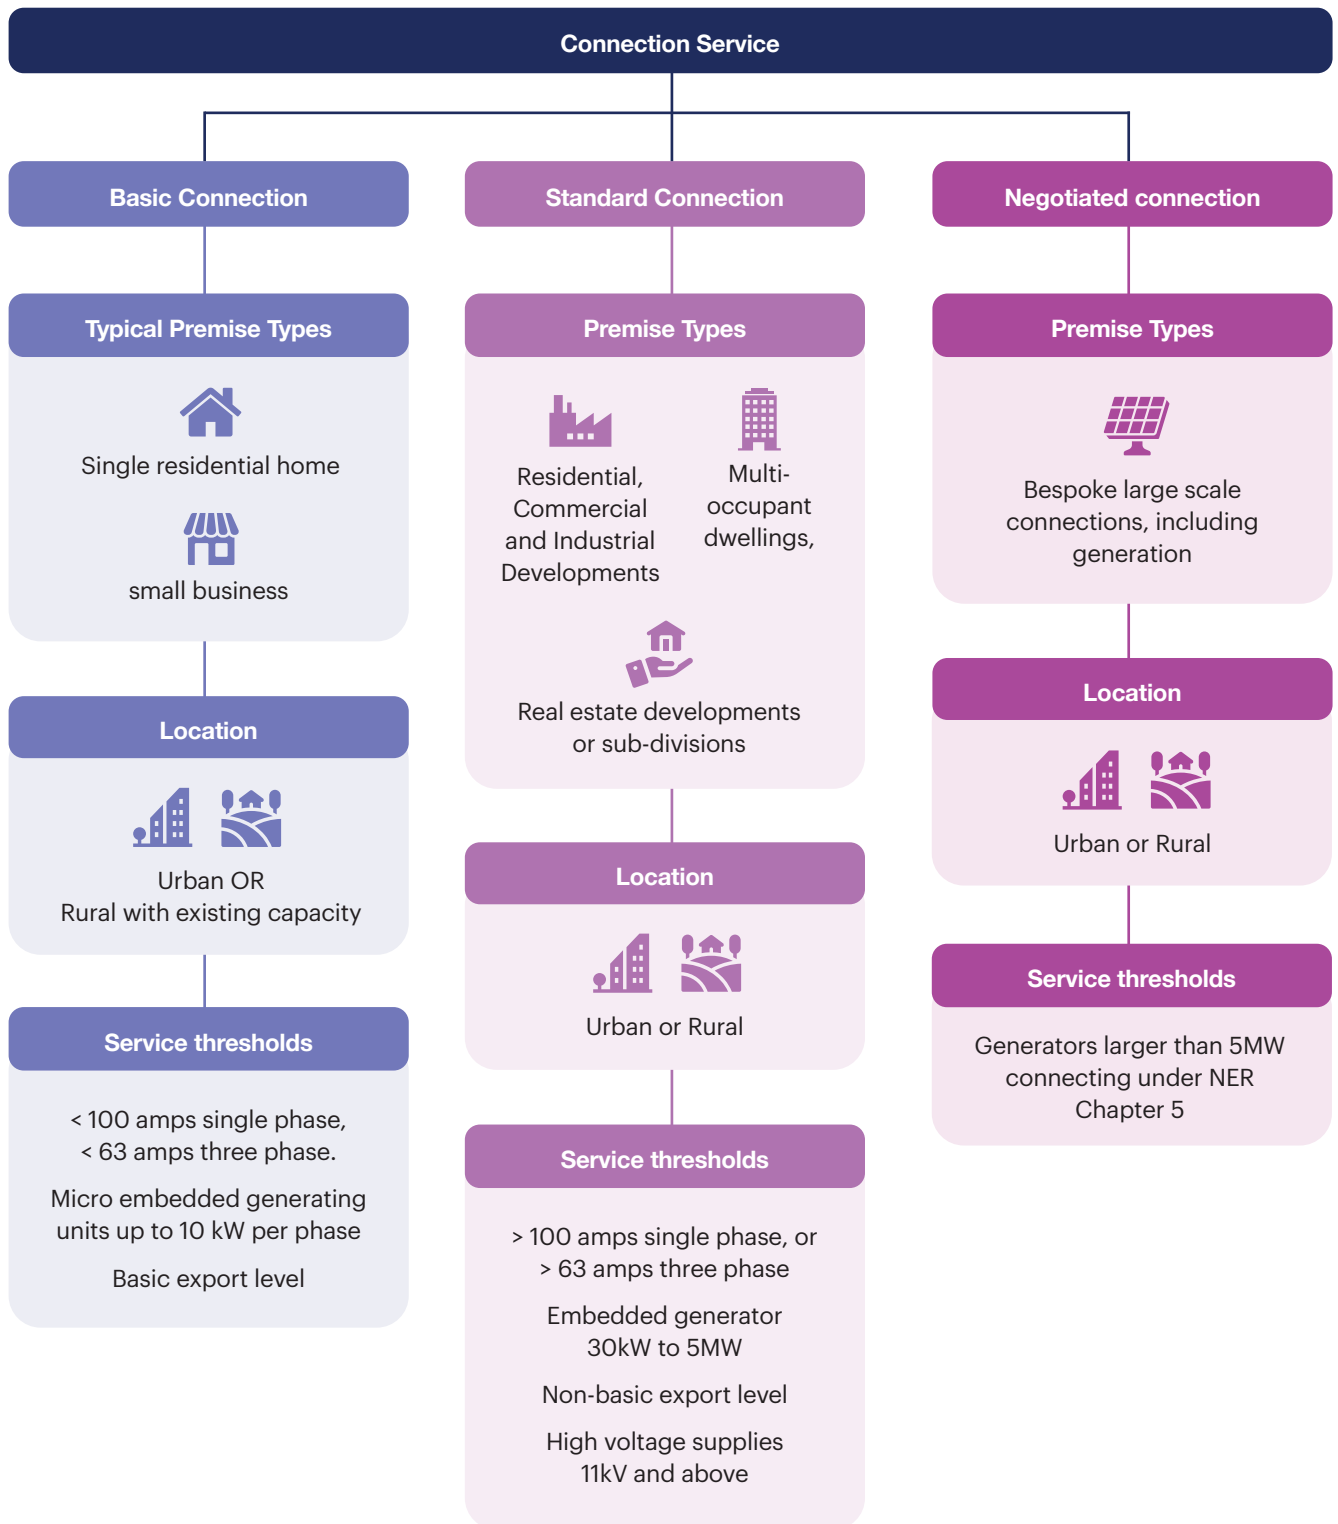 Connection Service
Basic Connection
Typical Premise Types
Single residential home
small business
Location
Urban OR
Rural with existing capacity
Service thresholds
< 100 amps single phase,
< 63 amps three phase.
Micro embedded generating
units up to 10 kW per phase
Basic export level
Standard Connection
Premise Types
Residential,
Commercial
and Industrial
Developments
Multi-
occupant
dwellings,
Real estate developments
or sub-divisions
Location
Urban or Rural
Service thresholds
> 100 amps single phase, or
> 63 amps three phase
Embedded generator
30kW to 5MW
Non-basic export level
High voltage supplies
11kV and above
Negotiated connection
Premise Types
Bespoke large scale
connections, including
generation
Location
Urban or Rural
Service thresholds
Generators larger than 5MW
connecting under NER
Chapter 5